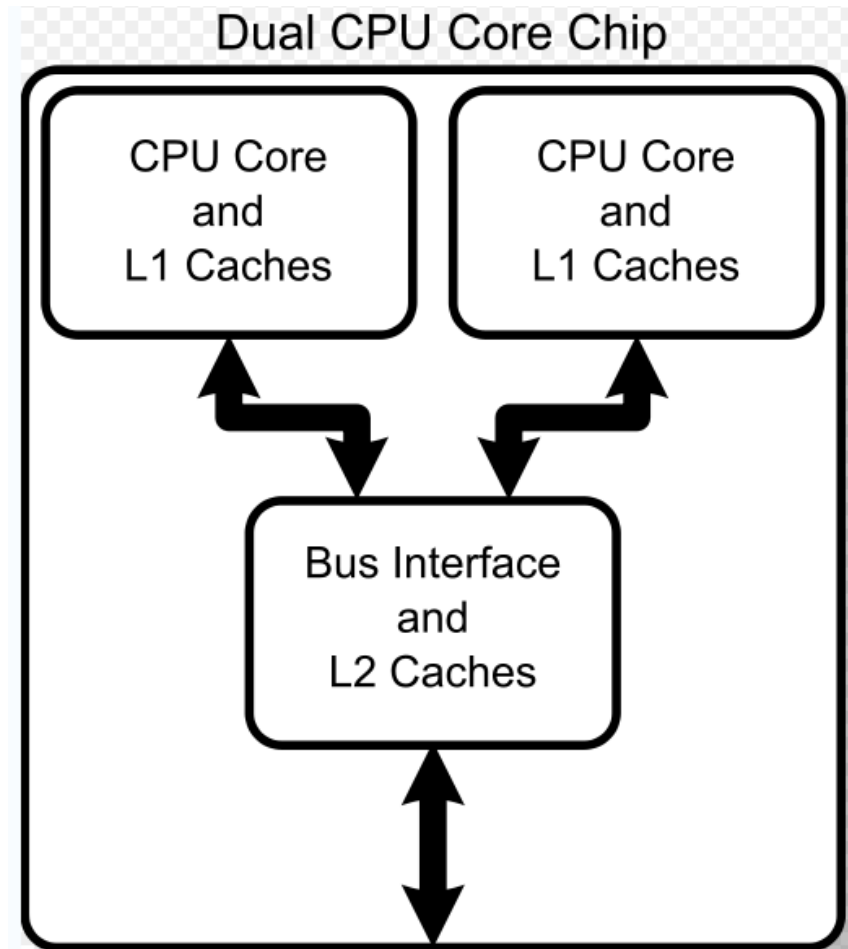 Dual CPU Core Chip
CPU Core
and
L1 Caches
CPU Core
and
L1 Caches
Bus Interface
and
L2 Caches